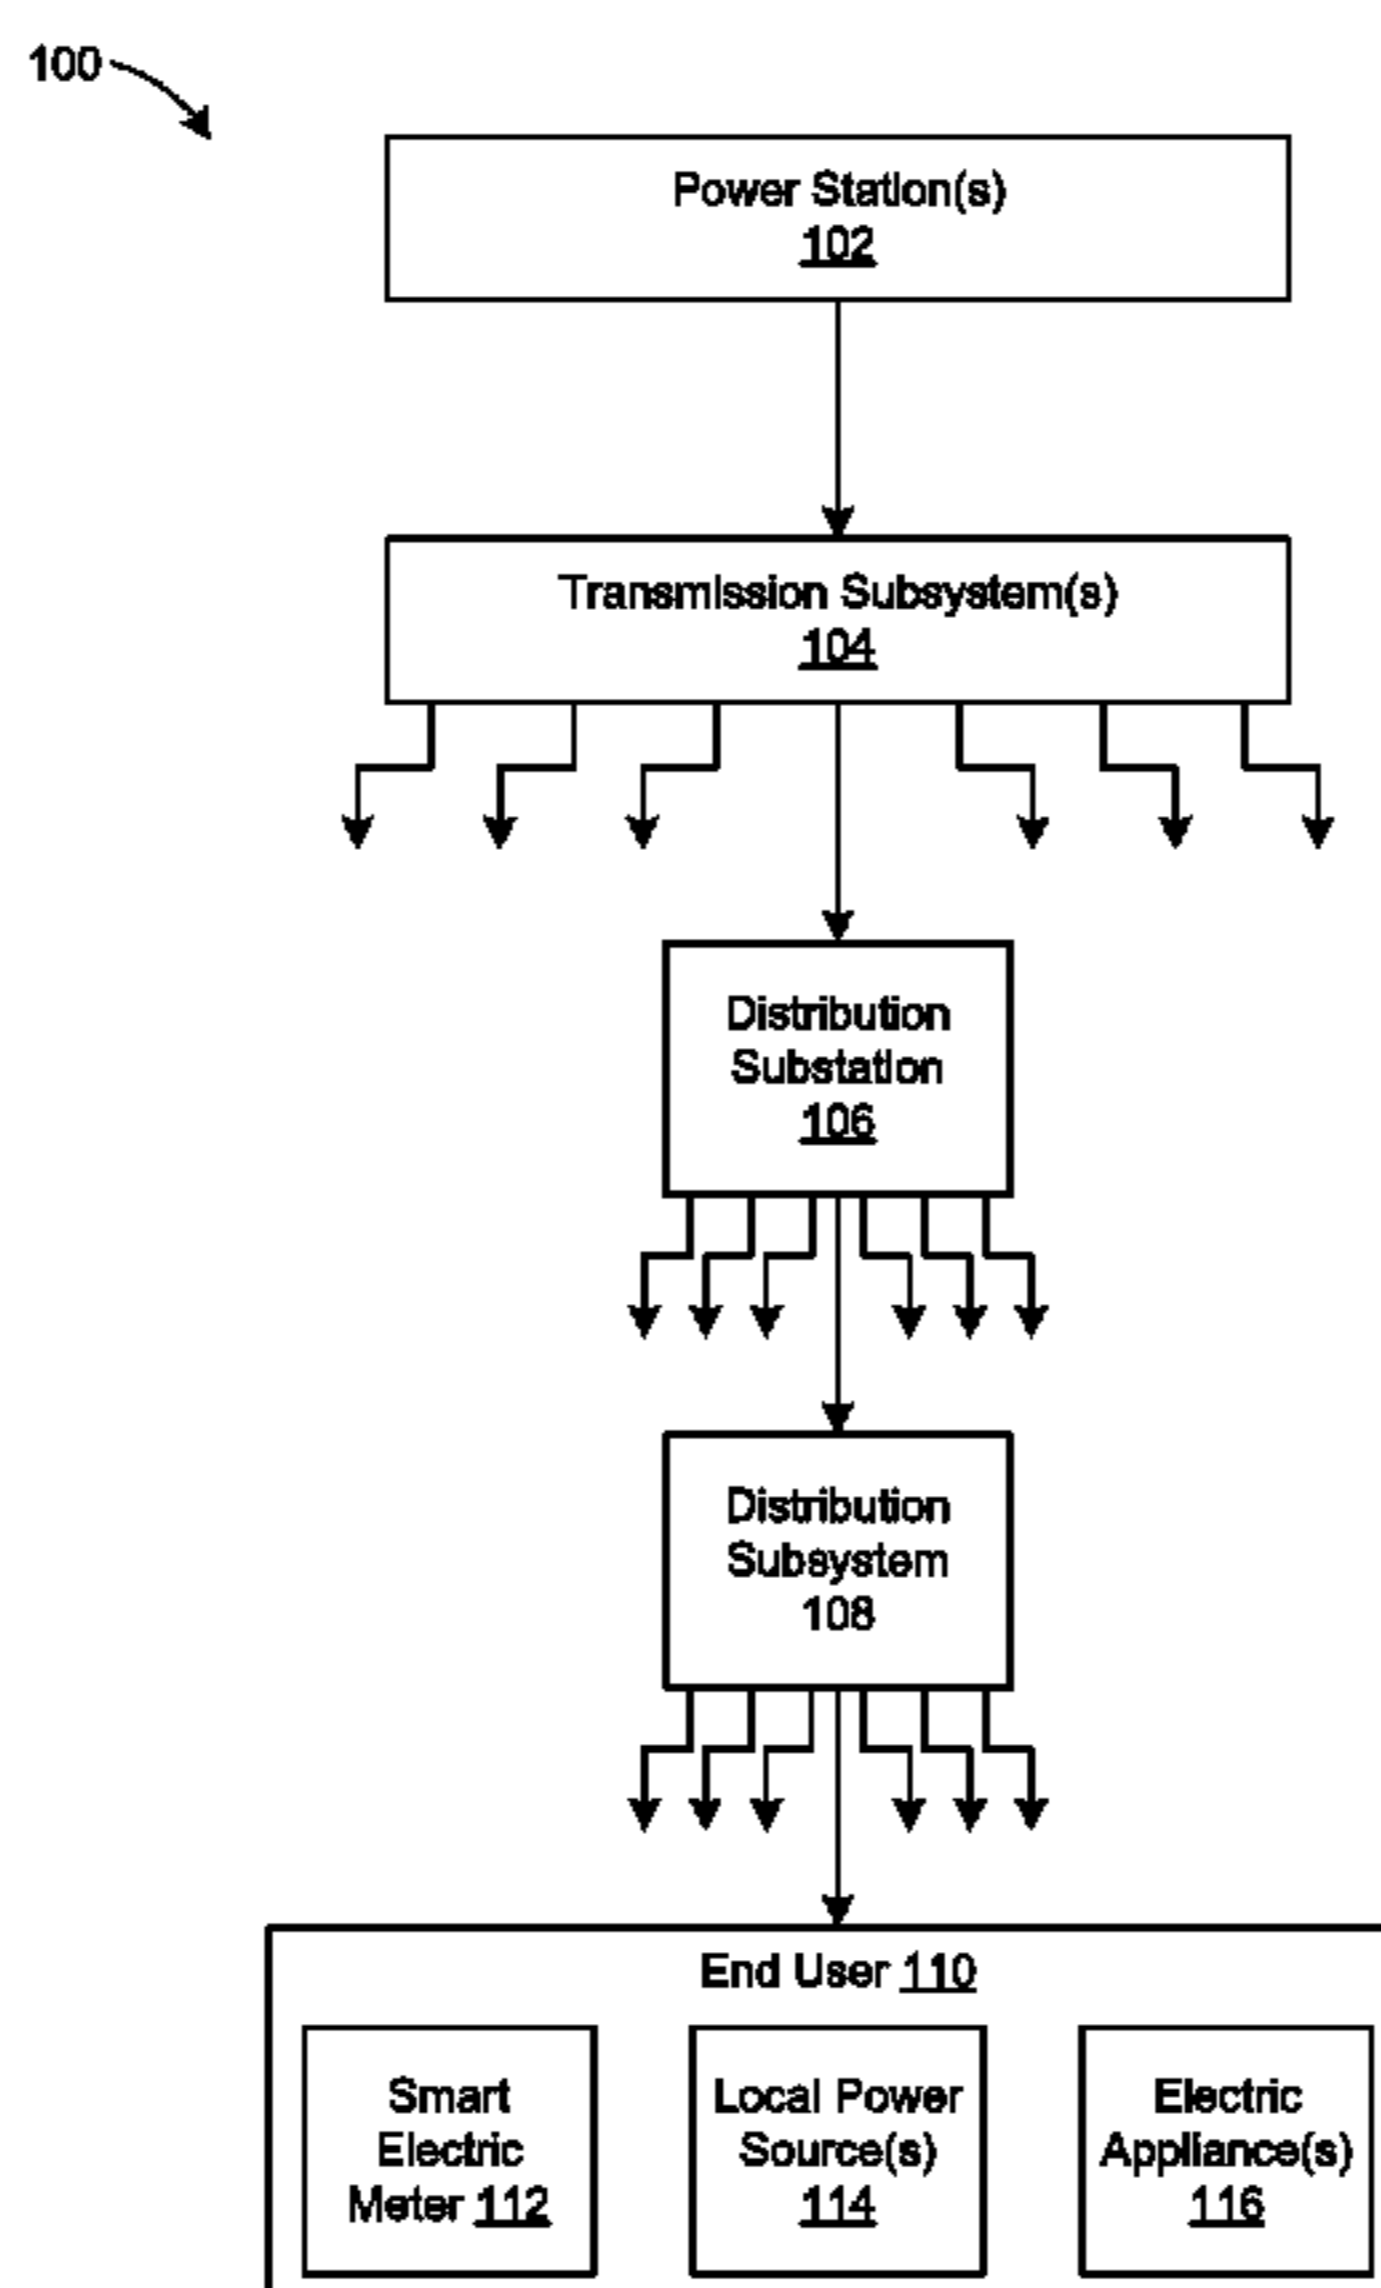 100
Power Station(s)
102
Transmission Subsystem(s)
104
Distribution
Substation
106
Distribution
Subsystem
108
End User 110
Smart
Electric
Meter 112
Local Power
Source(s)
114
Electric
Appliance(s)
116